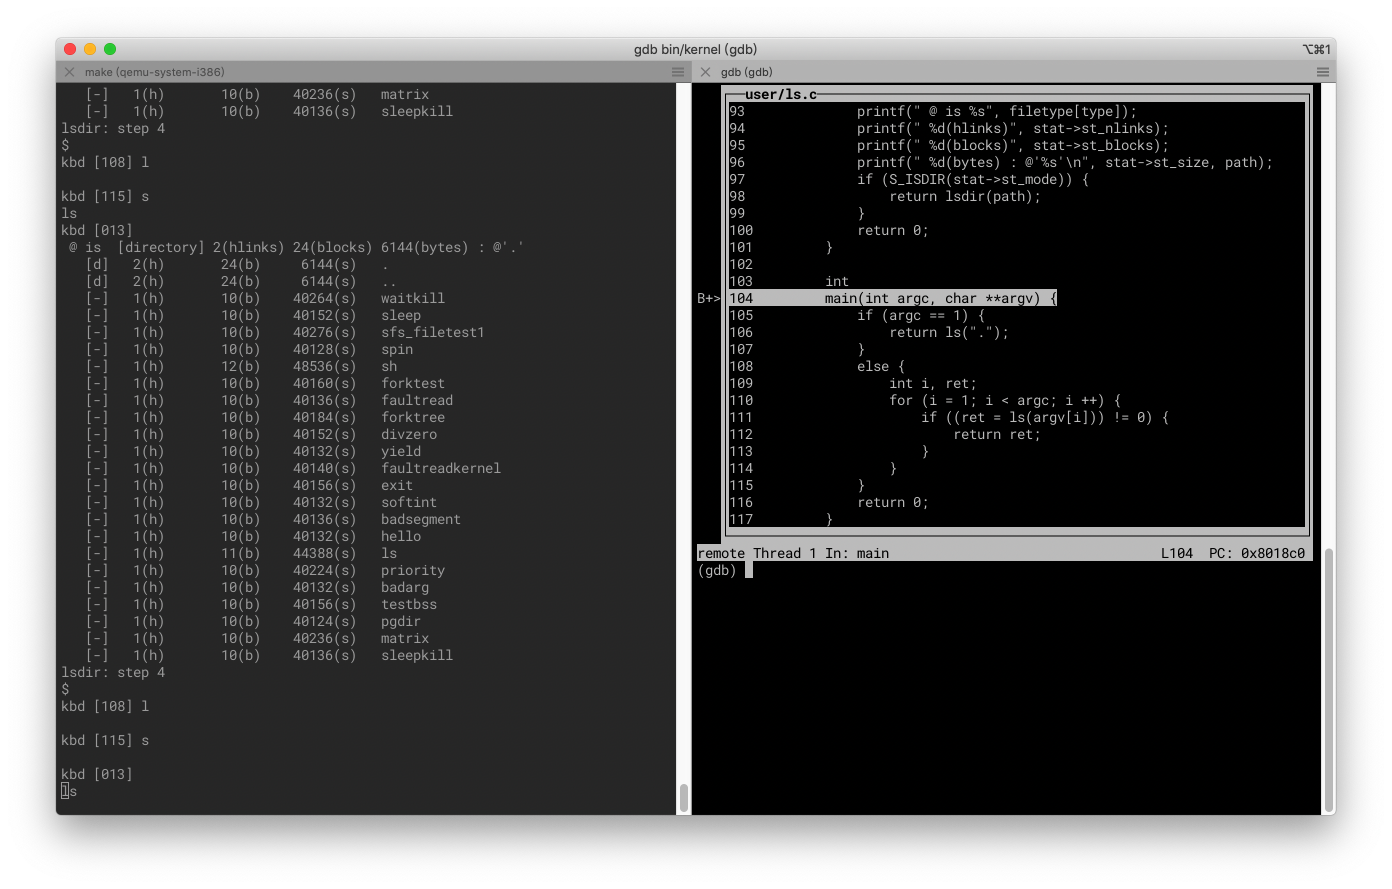 gdb bin/kernel (gdb)
⌥⌘1
make (qemu-system-i386)
[-]   1(h)       10(b)    40236(s)   matrix
[-]   1(h)       10(b)    40136(s)   sleepkill
lsdir: step 4
$
kbd [108] l
kbd [115] s
ls
kbd [013]
@ is  [directory] 2(hlinks) 24(blocks) 6144(bytes) : @'.'
[d]   2(h)       24(b)     6144(s)   .
[d]   2(h)       24(b)     6144(s)   ..
[-]   1(h)       10(b)    40264(s)   waitkill
[-]   1(h)       10(b)    40152(s)   sleep
[-]   1(h)       10(b)    40276(s)   sfs_filetest1
[-]   1(h)       10(b)    40128(s)   spin
[-]   1(h)       12(b)    48536(s)   sh
[-]   1(h)       10(b)    40160(s)   forktest
[-]   1(h)       10(b)    40136(s)   faultread
[-]   1(h)       10(b)    40184(s)   forktree
[-]   1(h)       10(b)    40152(s)   divzero
[-]   1(h)       10(b)    40132(s)   yield
[-]   1(h)       10(b)    40140(s)   faultreadkernel
[-]   1(h)       10(b)    40156(s)   exit
[-]   1(h)       10(b)    40132(s)   softint
[-]   1(h)       10(b)    40136(s)   badsegment
[-]   1(h)       10(b)    40132(s)   hello
[-]   1(h)       11(b)    44388(s)   ls
[-]   1(h)       10(b)    40224(s)   priority
[-]   1(h)       10(b)    40132(s)   badarg
[-]   1(h)       10(b)    40156(s)   testbss
[-]   1(h)       10(b)    40124(s)   pgdir
[-]   1(h)       10(b)    40236(s)   matrix
[-]   1(h)       10(b)    40136(s)   sleepkill
lsdir: step 4
$
kbd [108] l
kbd [115] s
kbd [013]
ls
gdb (gdb)
user/ls.c
93              printf(" @ is %s", filetype[type]);
94              printf(" %d(hlinks)", stat->st_nlinks);
95              printf(" %d(blocks)", stat->st_blocks);
96              printf(" %d(bytes) : @'%s'\n", stat->st_size, path);
97              if (S_ISDIR(stat->st_mode)) {
98                  return lsdir(path);
99              }
100             return 0;
101         }
102
103         int
B+> 104         main(int argc, char **argv) {
105             if (argc == 1) {
106                 return ls(".");
107             }
108             else {
109                 int i, ret;
110                 for (i = 1; i < argc; i ++) {
111                     if ((ret = ls(argv[i])) != 0) {
112                         return ret;
113                     }
114                 }
115             }
116             return 0;
117         }
remote Thread 1 In: main                                  L104  PC: 0x8018c0
(gdb)